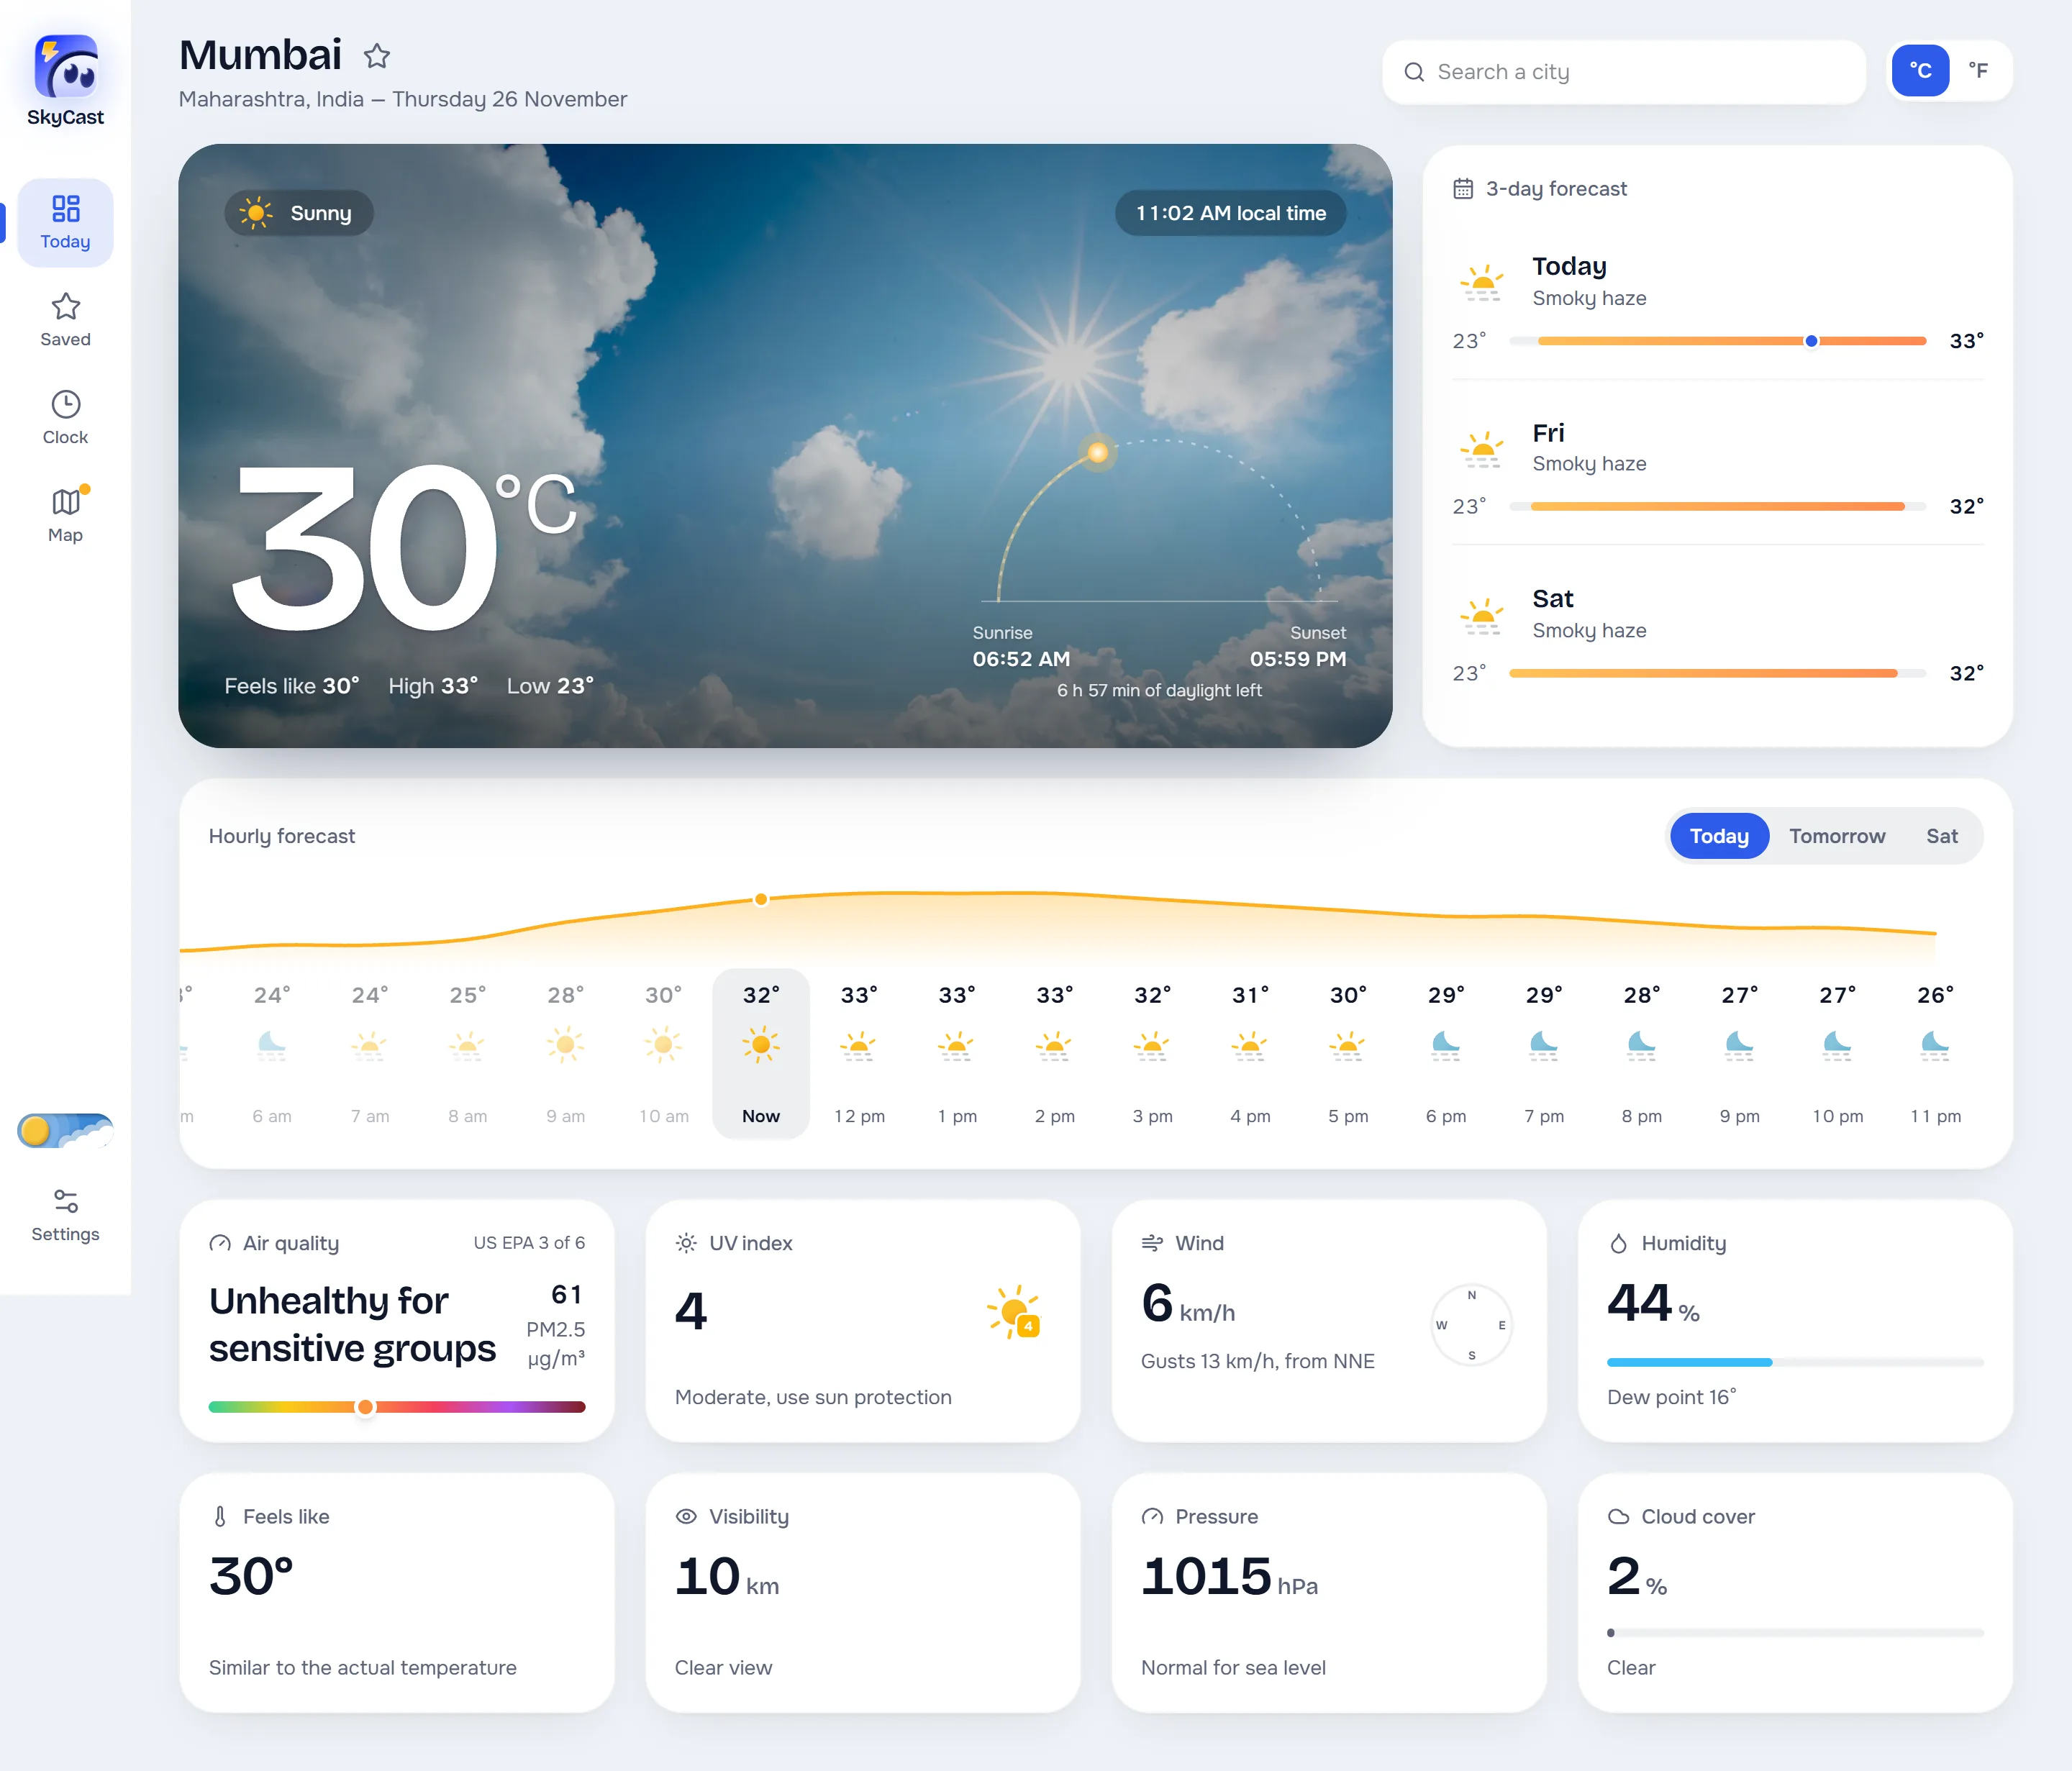 SkyCast
Today
Saved
Clock
Map
Settings
Mumbai
Maharashtra, India — Thursday 26 November
Search a city
°C
°F
Sunny
11:02 AM local time
30°C
Feels like 30° High 33° Low 23°
Sunrise
06:52 AM
Sunset
05:59 PM
6 h 57 min of daylight left
3-day forecast
Today
Smoky haze
23° 33°
Fri
Smoky haze
23° 32°
Sat
Smoky haze
23° 32°
Hourly forecast
Today Tomorrow Sat
24° 24° 25° 28° 30° 32° 33° 33° 33° 32° 31° 30° 29° 29° 28° 27° 27° 26°
6 am 7 am 8 am 9 am 10 am Now 12 pm 1 pm 2 pm 3 pm 4 pm 5 pm 6 pm 7 pm 8 pm 9 pm 10 pm 11 pm
Air quality
US EPA 3 of 6
Unhealthy for
sensitive groups
61
PM2.5
µg/m³
UV index
4
4
Moderate, use sun protection
Wind
6 km/h
Gusts 13 km/h, from NNE
N
W E
S
Humidity
44 %
Dew point 16°
Feels like
30°
Similar to the actual temperature
Visibility
10 km
Clear view
Pressure
1015 hPa
Normal for sea level
Cloud cover
2 %
Clear